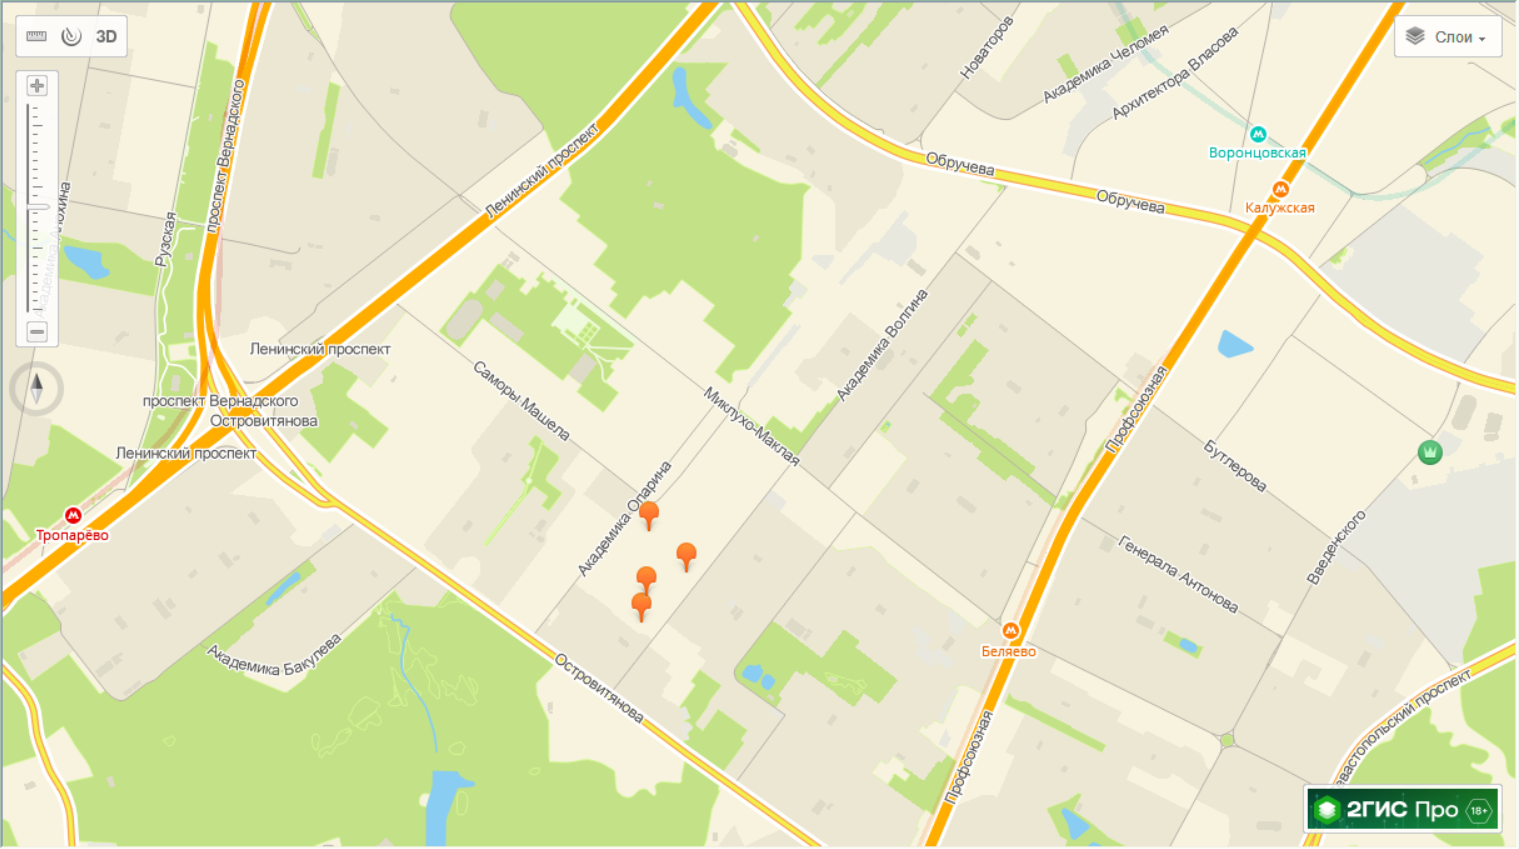 3D
Слои
Новаторов
Академика Челомея
Архитектора Власова
проспект Вернадского
Ленинский проспект
Обручева
Обручева
Воронцовская
Калужская
Рузская
Академика Волгина
Ленинский проспект
Саморы Машела
Миклухо-Маклая
проспект Вернадского
Островитянова
Ленинский проспект
Профсоюзная
Бутлерова
Академика Опарина
Тропарёво
Введенского
Генерала Антонова
Беляево
Академика Бакулева
Островитянова
Профсоюзная
евастопольский проспект
2ГИС Про 18+